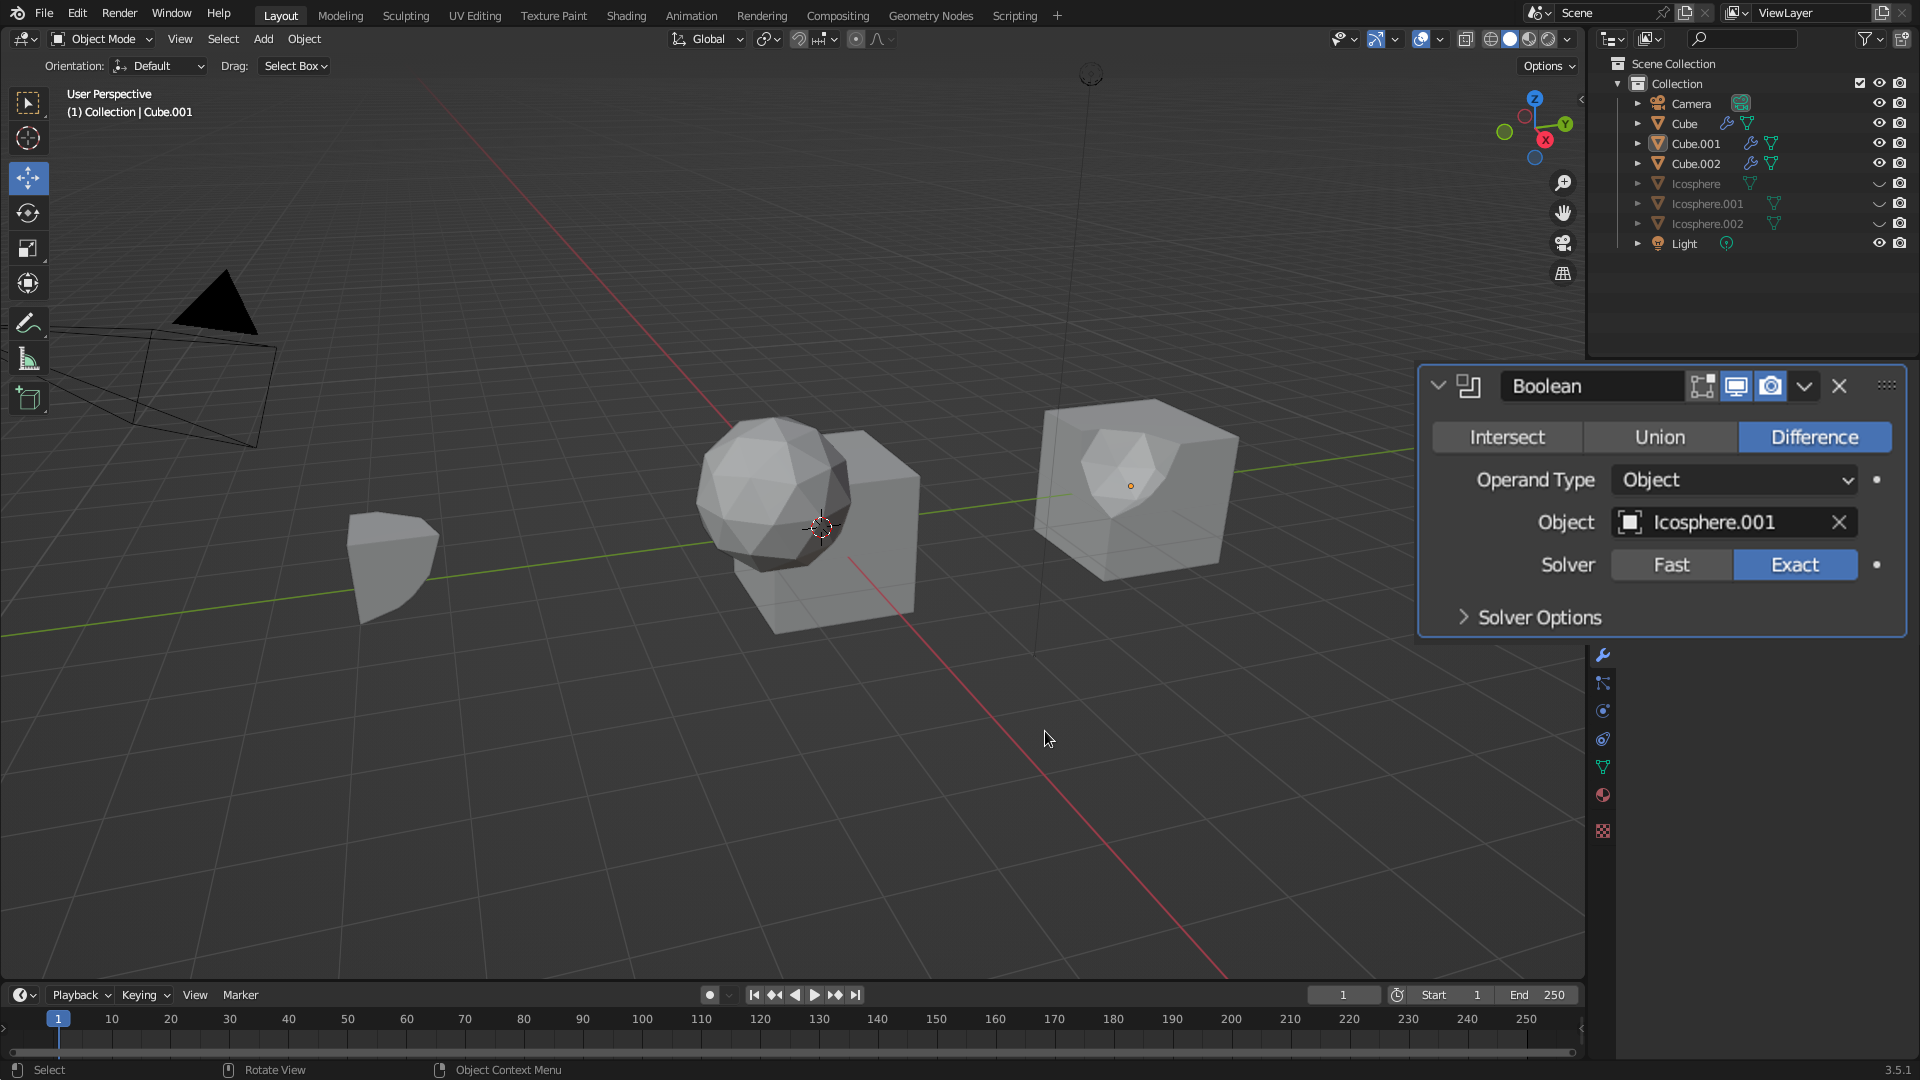 File Edit Render Window Help Layout Modeling Sculpting UV Editing Texture Paint Shading Animation Rendering Compositing Geometry Nodes Scripting + Scene ViewLayer
Object Mode View Select Add Object Global
Orientation: Default Drag: Select Box Options
User Perspective
(1) Collection | Cube.001
Z
Y
X
Scene Collection
Collection
Camera
Cube
Cube.001
Cube.002
Icosphere
Icosphere.001
Icosphere.002
Light
Boolean
Intersect Union Difference
Operand Type Object
Object Icosphere.001
Solver Fast Exact
Solver Options
Playback Keying View Marker 1 Start 1 End 250
1 10 20 30 40 50 60 70 80 90 100 110 120 130 140 150 160 170 180 190 200 210 220 230 240 250
Select Rotate View Object Context Menu 3.5.1